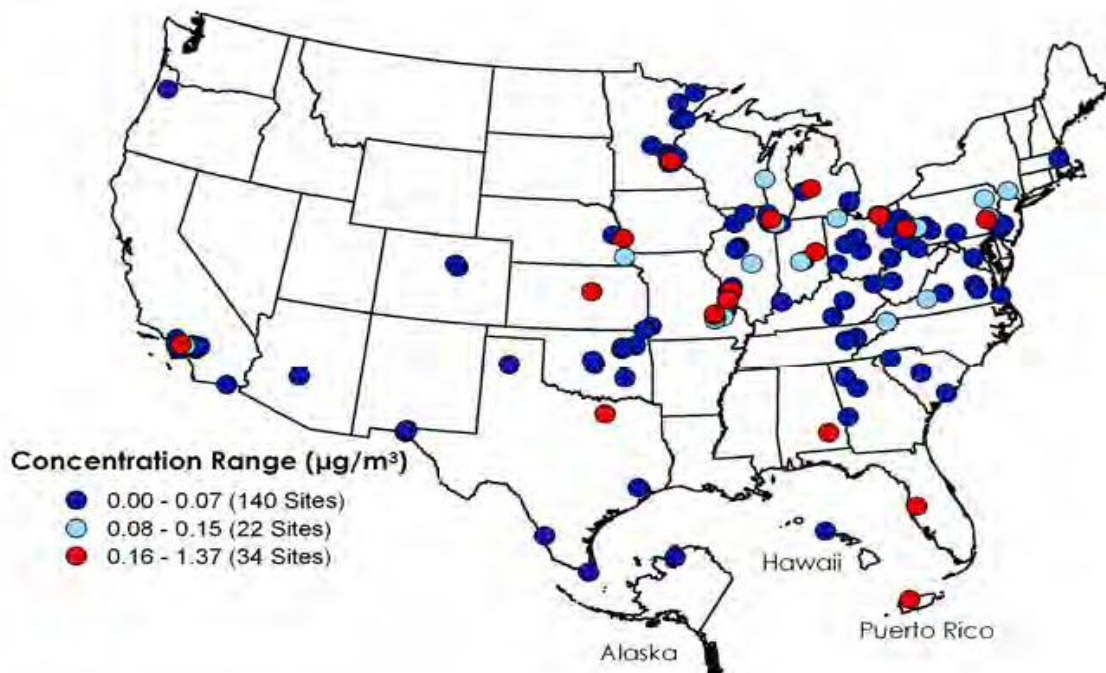 Concentration Range (µg/m³)
0.00 - 0.07 (140 Sites)
0.08 - 0.15 (22 Sites)
0.16 - 1.37 (34 Sites)
Alaska
Hawaii
Puerto Rico